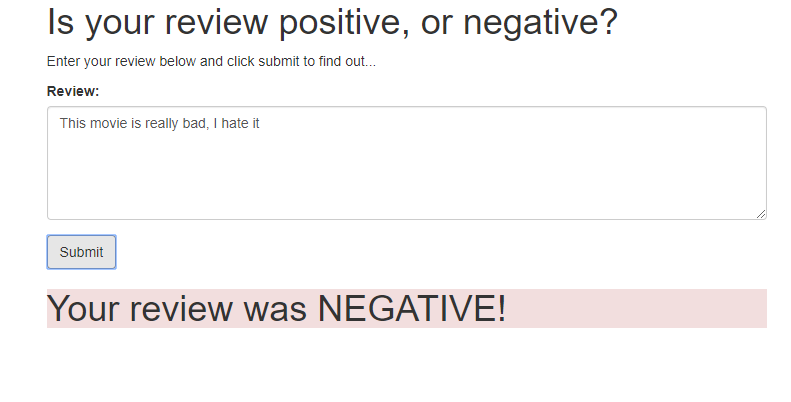 Is your review positive, or negative?
Enter your review below and click submit to find out...
Review:
This movie is really bad, I hate it
Submit
Your review was NEGATIVE!